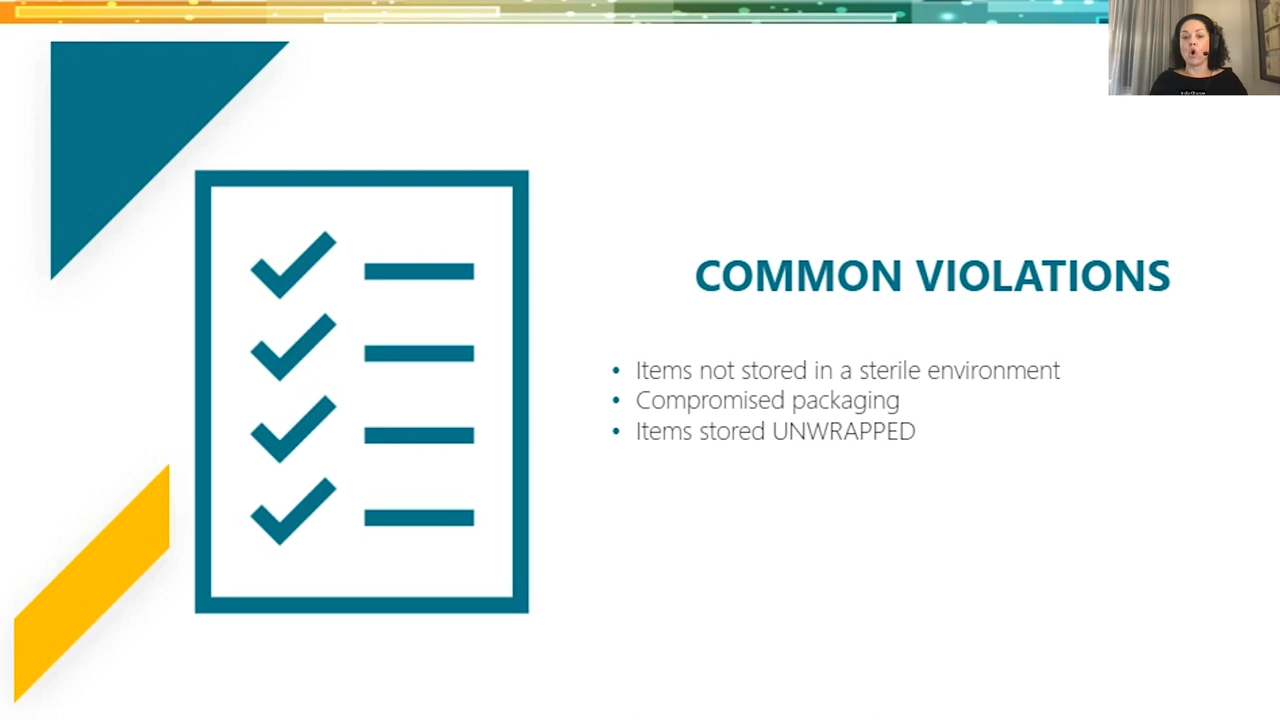 COMMON VIOLATIONS
• Items not stored in a sterile environment
• Compromised packaging
• Items stored UNWRAPPED